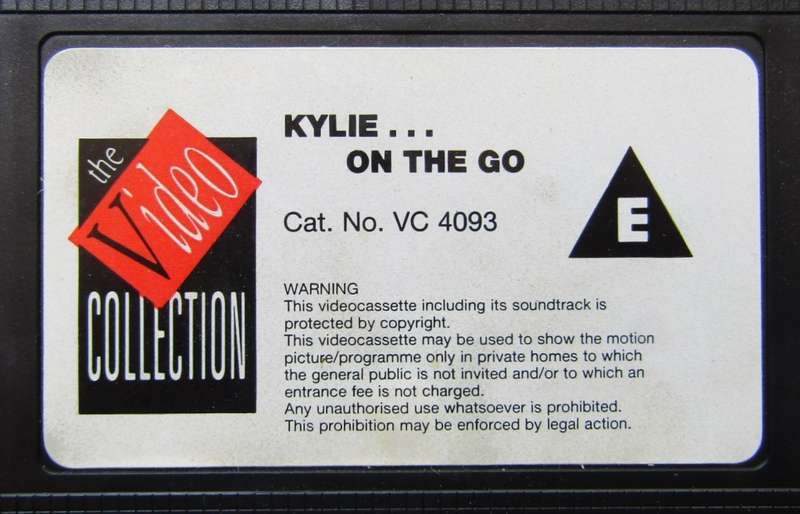 the
Video
COLLECTION
KYLIE . . .
ON THE GO
Cat. No. VC 4093
E
WARNING
This videocassette including its soundtrack is
protected by copyright.
This videocassette may be used to show the motion
picture/programme only in private homes to which
the general public is not invited and/or to which an
entrance fee is not charged.
Any unauthorised use whatsoever is prohibited.
This prohibition may be enforced by legal action.